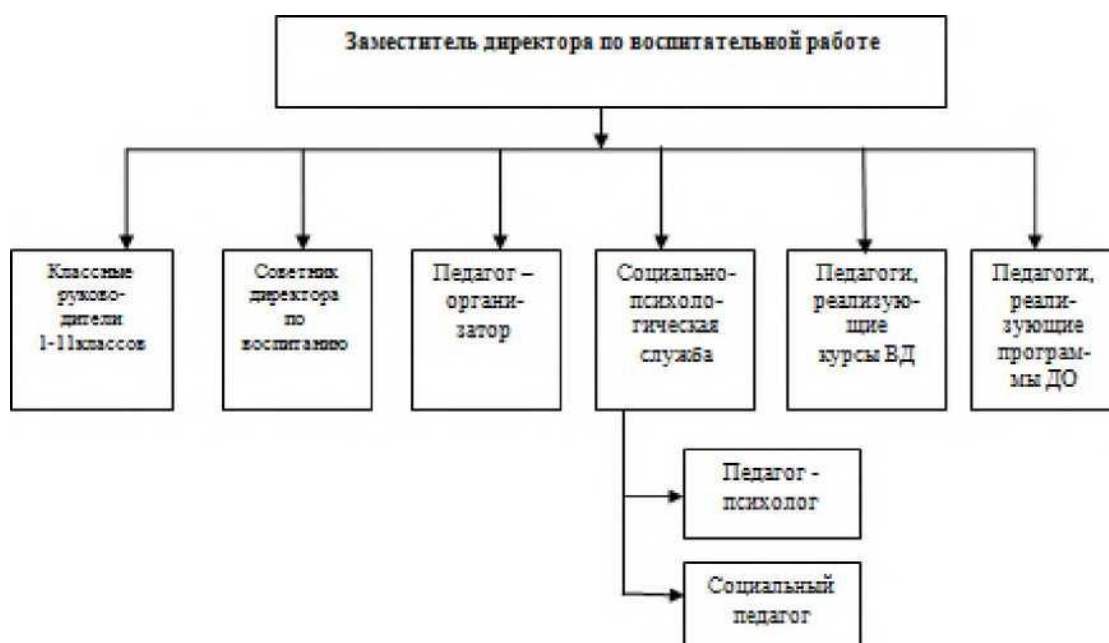 Заместитель директора по воспитательной работе
Классные
руково-
дители
1-11классов
Советник
директора
по
воспитанию
Педагог –
органи-
затор
Социально-
психоло-
гическая
служба
Педагоги,
реализую-
щие
курсы ВД
Педагоги,
реали-
зующие
програм-
мы ДО
Педагог -
психолог
Социальный
педагог